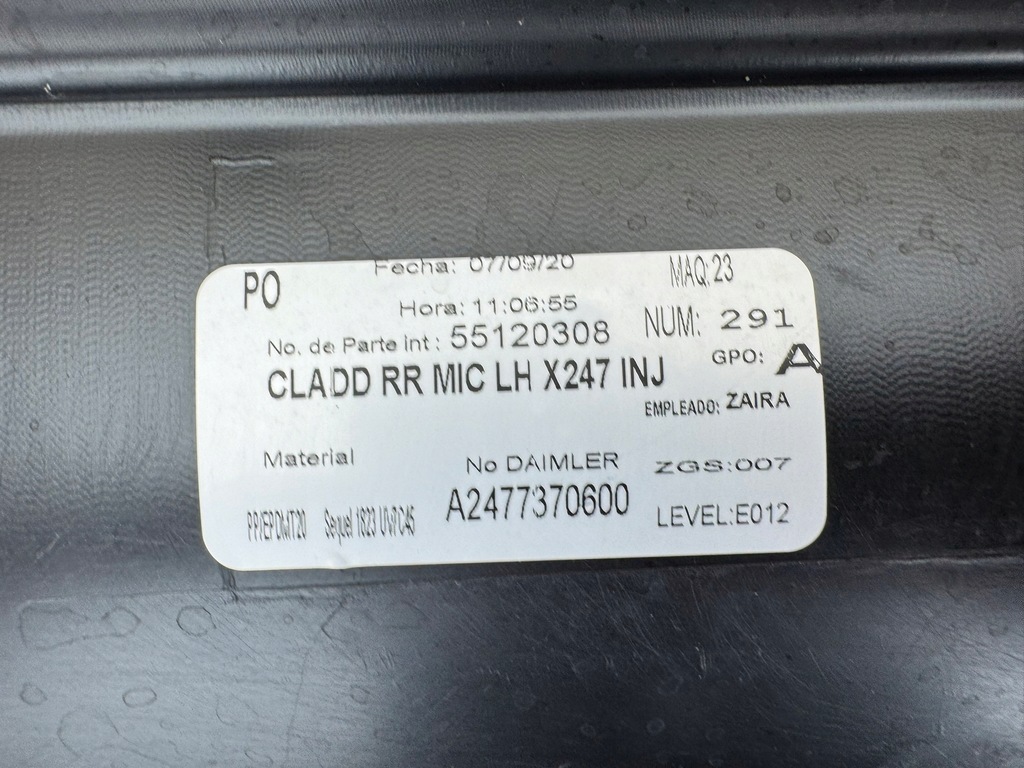 PO Fecha: 07/09/20 MAQ:23
Hora: 11:06:55
No. de Parte int: 55120308 NUM: 291
CLADD RR MIC LH X247 INJ GPO: A
EMPLEADO: ZAIRA
Material No DAIMLER ZGS:007
PP/EPDM/T20 Sequel 1823 A2477370600 LEVEL:E012